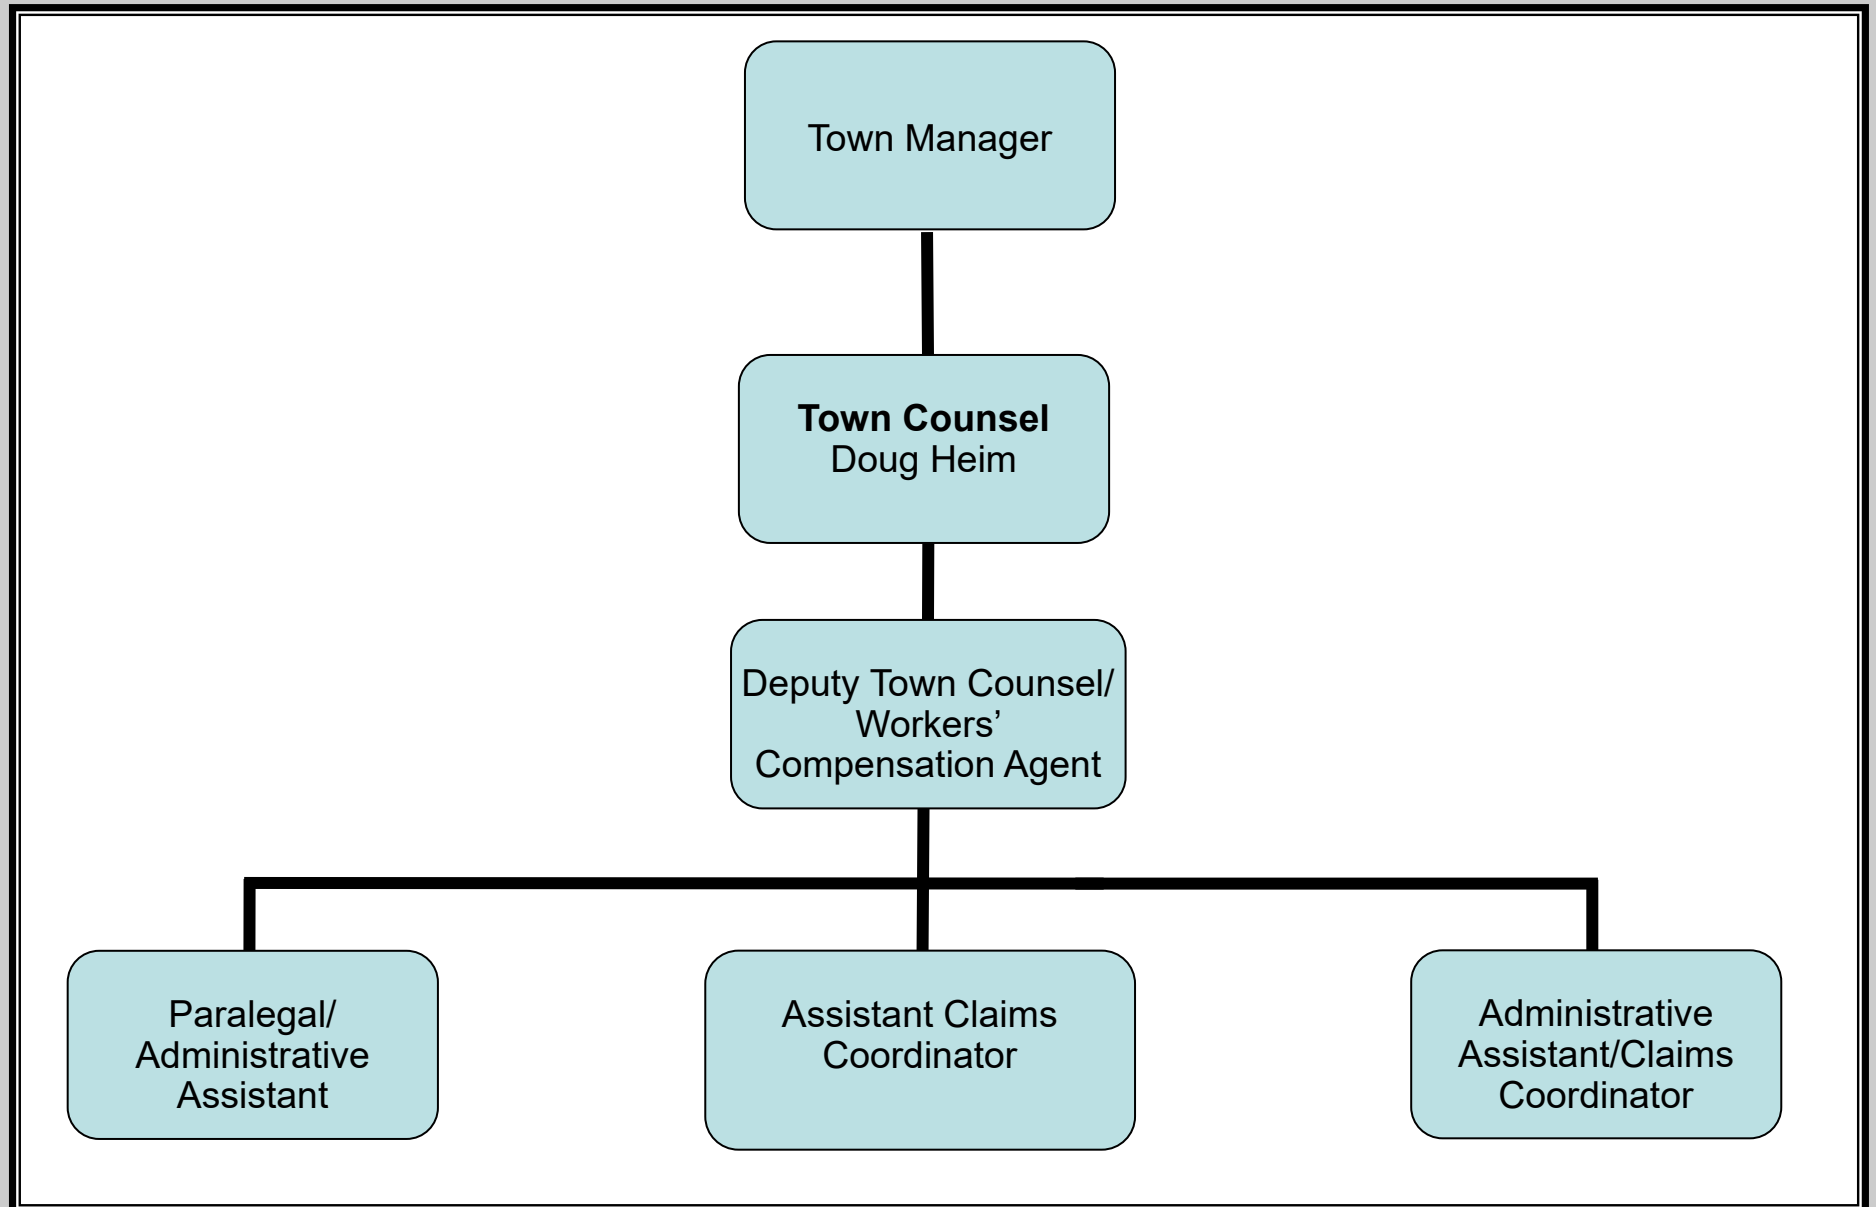 Town Manager
Town Counsel
Doug Heim
Deputy Town Counsel/
Workers’
Compensation Agent
Paralegal/
Administrative
Assistant
Assistant Claims
Coordinator
Administrative
Assistant/Claims
Coordinator